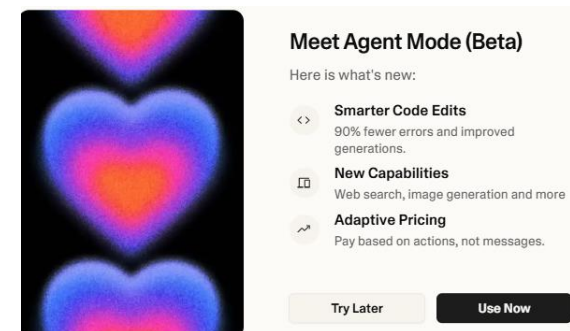 Meet Agent Mode (Beta)
Here is what's new:
Smarter Code Edits
90% fewer errors and improved
generations.
New Capabilities
Web search, image generation and more
Adaptive Pricing
Pay based on actions, not messages.
Try Later
Use Now